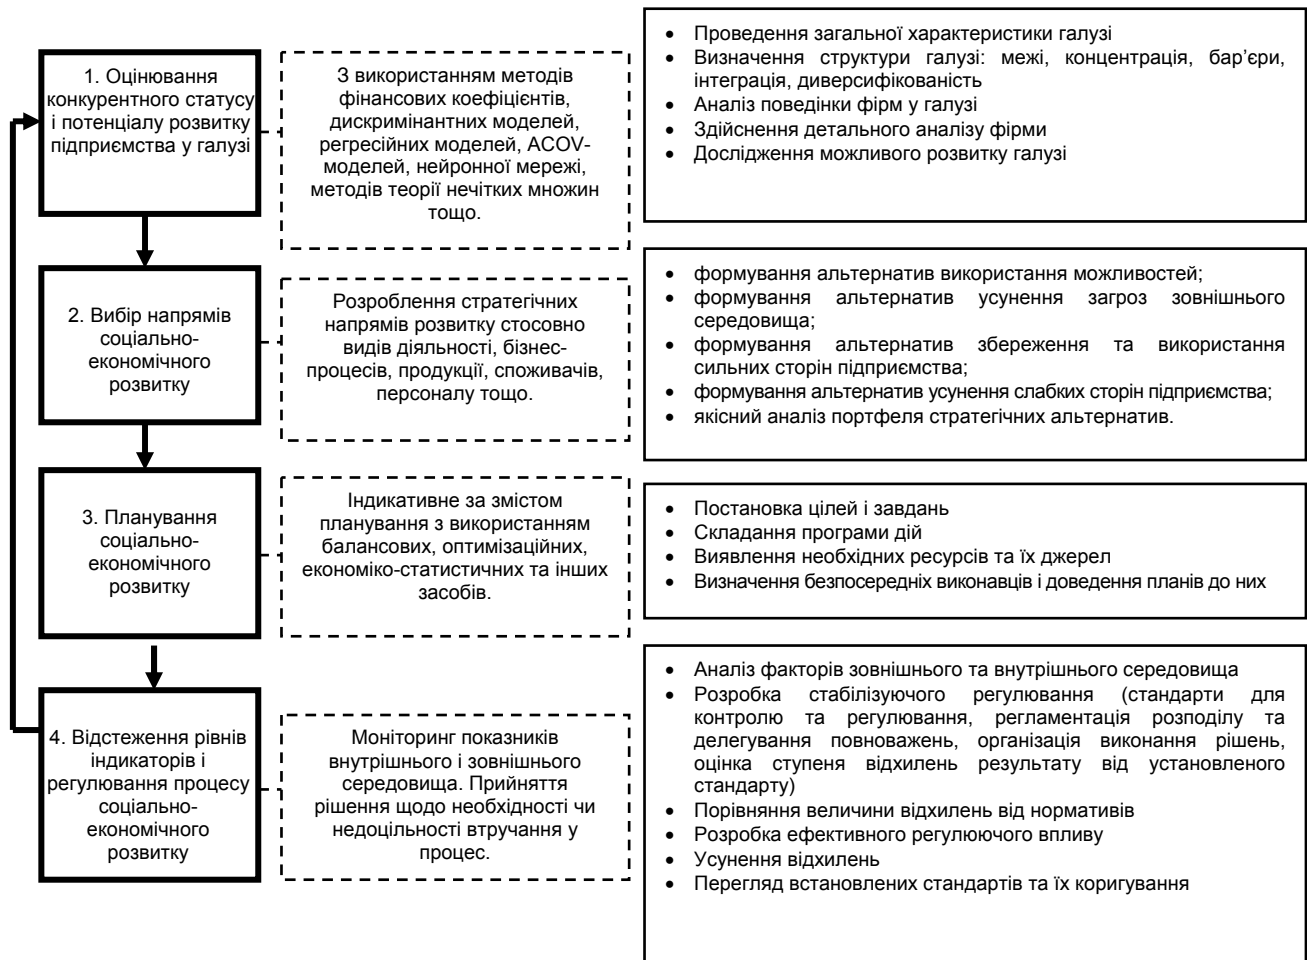 1. Оцінювання
конкурентного статусу
і потенціалу розвитку
підприємства у галузі
З використанням методів
фінансових коефіцієнтів,
дискримінантних моделей,
регресійних моделей, ACOV-
моделей, нейронної мережі,
методів теорії нечітких множин
тощо.
• Проведення загальної характеристики галузі
• Визначення структури галузі: межі, концентрація, бар’єри,
інтеграція, диверсифікованість
• Аналіз поведінки фірм у галузі
• Здійснення детального аналізу фірми
• Дослідження можливого розвитку галузі
2. Вибір напрямів
соціально-
економічного
розвитку
Розроблення стратегічних
напрямів розвитку стосовно
видів діяльності, бізнес-
процесів, продукції, споживачів,
персоналу тощо.
• формування альтернатив використання можливостей;
• формування альтернатив усунення загроз зовнішнього
середовища;
• формування альтернатив збереження та використання
сильних сторін підприємства;
• формування альтернатив усунення слабких сторін підприємства;
• якісний аналіз портфеля стратегічних альтернатив.
3. Планування
соціально-
економічного
розвитку
Індикативне за змістом
планування з використанням
балансових, оптимізаційних,
економіко-статистичних та інших
засобів.
• Постановка цілей і завдань
• Складання програми дій
• Виявлення необхідних ресурсів та їх джерел
• Визначення безпосередніх виконавців і доведення планів до них
4. Відстеження рівнів
індикаторів і
регулювання процесу
соціально-
економічного
розвитку
Моніторинг показників
внутрішнього і зовнішнього
середовища. Прийняття
рішення щодо необхідності чи
недоцільності втручання у
процес.
• Аналіз факторів зовнішнього та внутрішнього середовища
• Розробка стабілізуючого регулювання (стандарти для
контролю та регулювання, регламентація розподілу та
делегування повноважень, організація виконання рішень,
оцінка ступеня відхилень результату від установленого
стандарту)
• Порівняння величини відхилень від нормативів
• Розробка ефективного регулюючого впливу
• Усунення відхилень
• Перегляд встановлених стандартів та їх коригування